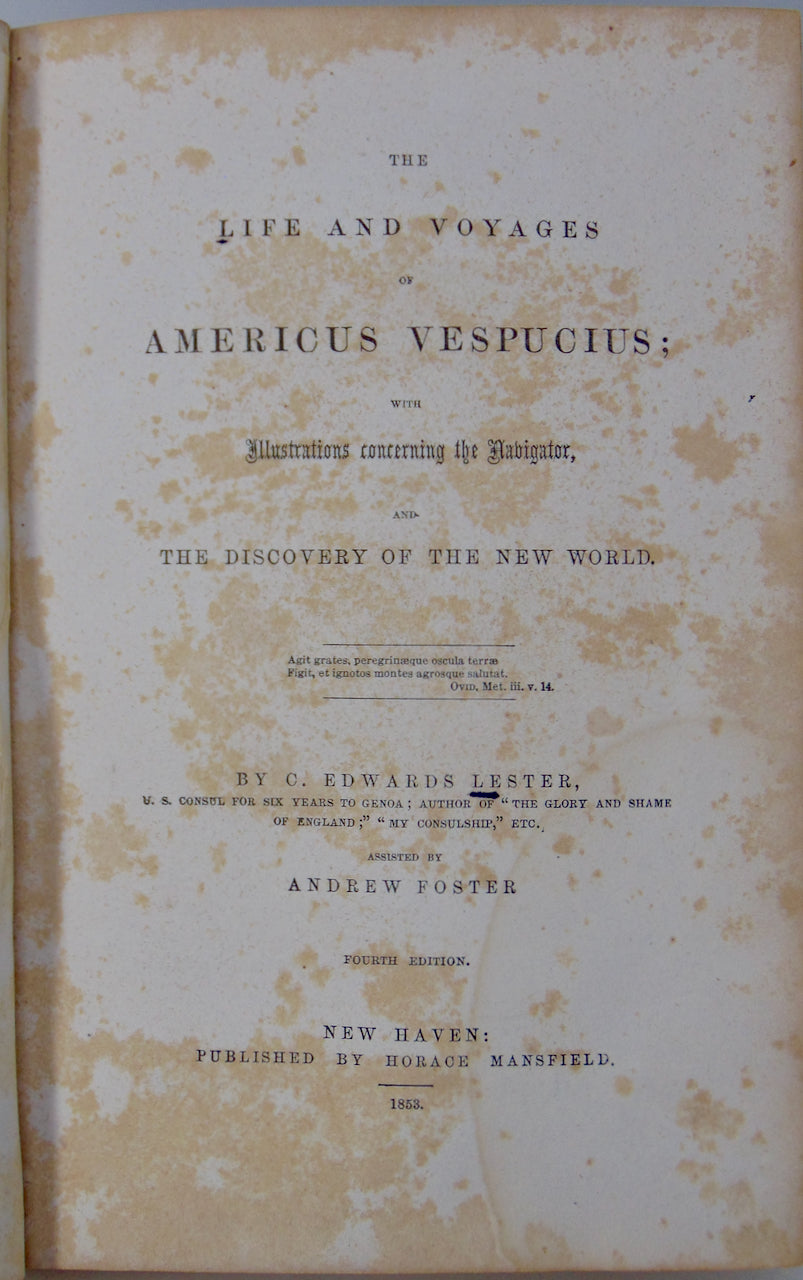 THE
LIFE AND VOYAGES
OF
AMERICUS VESPUCIUS;
WITH
Illustrations concerning the Navigator,
AND
THE DISCOVERY OF THE NEW WORLD.
Agit grates, peregrinæque oscula terræ
Figit, et ignotos montes agrosque salutat.
OVID, Met. iii. v. 14.
BY C. EDWARDS LESTER,
U. S. CONSUL FOR SIX YEARS TO GENOA; AUTHOR OF "THE GLORY AND SHAME
OF ENGLAND;" "MY CONSULSHIP," ETC.
ASSISTED BY
ANDREW FOSTER
FOURTH EDITION.
NEW HAVEN:
PUBLISHED BY HORACE MANSFIELD.
1853.